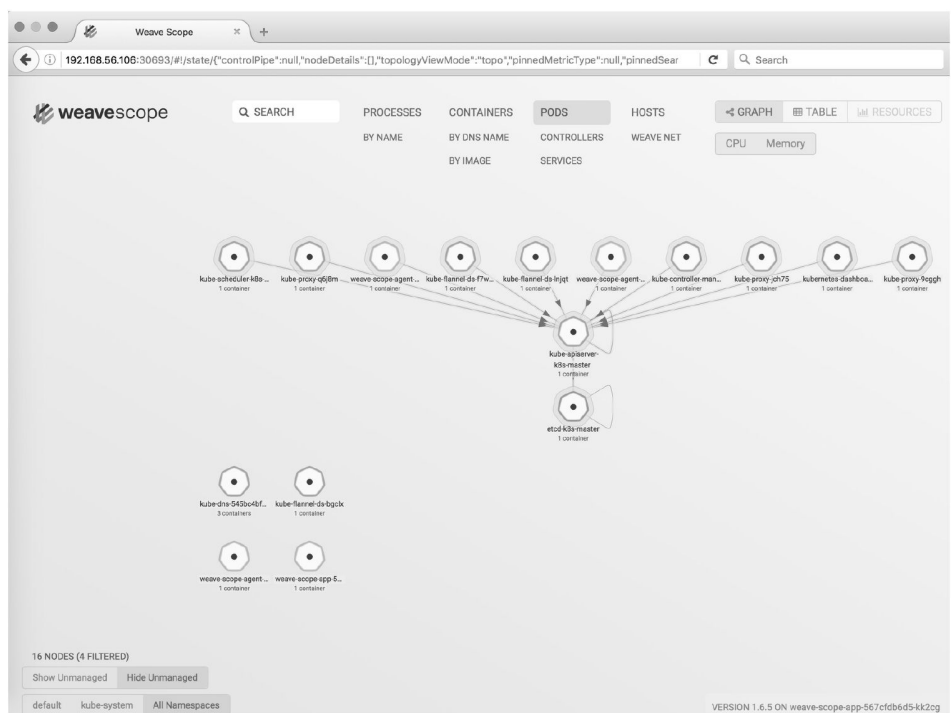 Weave Scope
192.168.56.106:30693/#!/state/{"controlPipe":null,"nodeDetails":[],"topologyViewMode":"topo","pinnedMetricType":null,"pinnedSear
Search
weavescope
SEARCH
PROCESSES CONTAINERS PODS HOSTS
GRAPH TABLE RESOURCES
BY NAME BY DNS NAME CONTROLLERS WEAVE NET
CPU Memory
BY IMAGE SERVICES
kube-scheduler-k8s-... kube-proxy-q6j8m weave-scope-agent-... kube-flannel-ds-f7w... kube-flannel-ds-lnjqt weave-scope-agent-... kube-controller-man... kube-proxy-jch75 kubernetes-dashboa... kube-proxy-9cggh
1 container 1 container 1 container 1 container 1 container 1 container 1 container 1 container 1 container 1 container
kube-apiserver-
k8s-master
1 container
etcd-k8s-master
1 container
kube-dns-545bc4bf... kube-flannel-ds-bgclx
3 containers 1 container
weave-scope-agent-... weave-scope-app-5...
1 container 1 container
16 NODES (4 FILTERED)
Show Unmanaged Hide Unmanaged
default kube-system All Namespaces
VERSION 1.6.5 ON weave-scope-app-567cfdb6d5-kk2cg